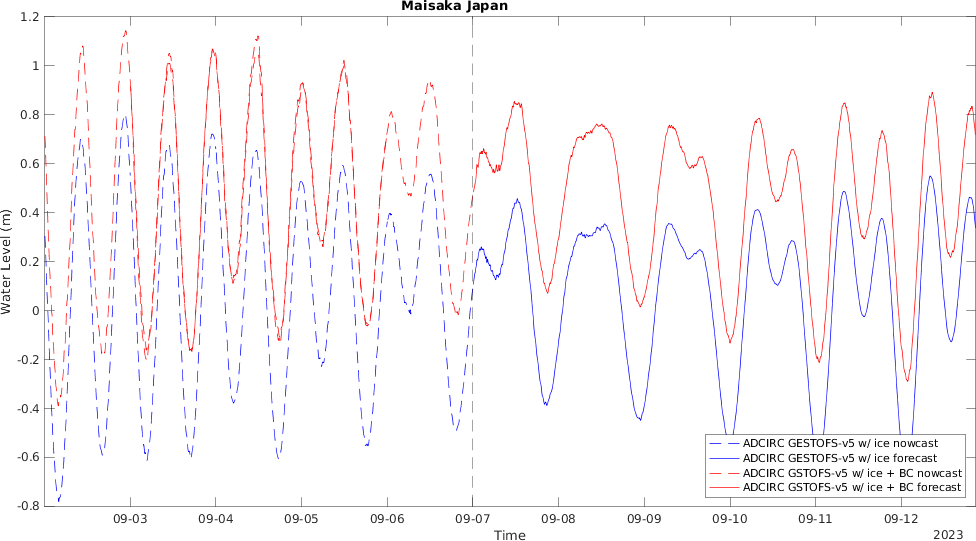 Maisaka Japan
1.2
1
0.8
0.6
0.4
0.2
0
-0.2
-0.4
-0.6
-0.8
Water Level (m)
ADCIRC GESTOFS-v5 w/ ice nowcast
ADCIRC GESTOFS-v5 w/ ice forecast
ADCIRC GSTOFS-v5 w/ ice + BC nowcast
ADCIRC GSTOFS-v5 w/ ice + BC forecast
09-03 09-04 09-05 09-06 09-07 09-08 09-09 09-10 09-11 09-12
Time
2023